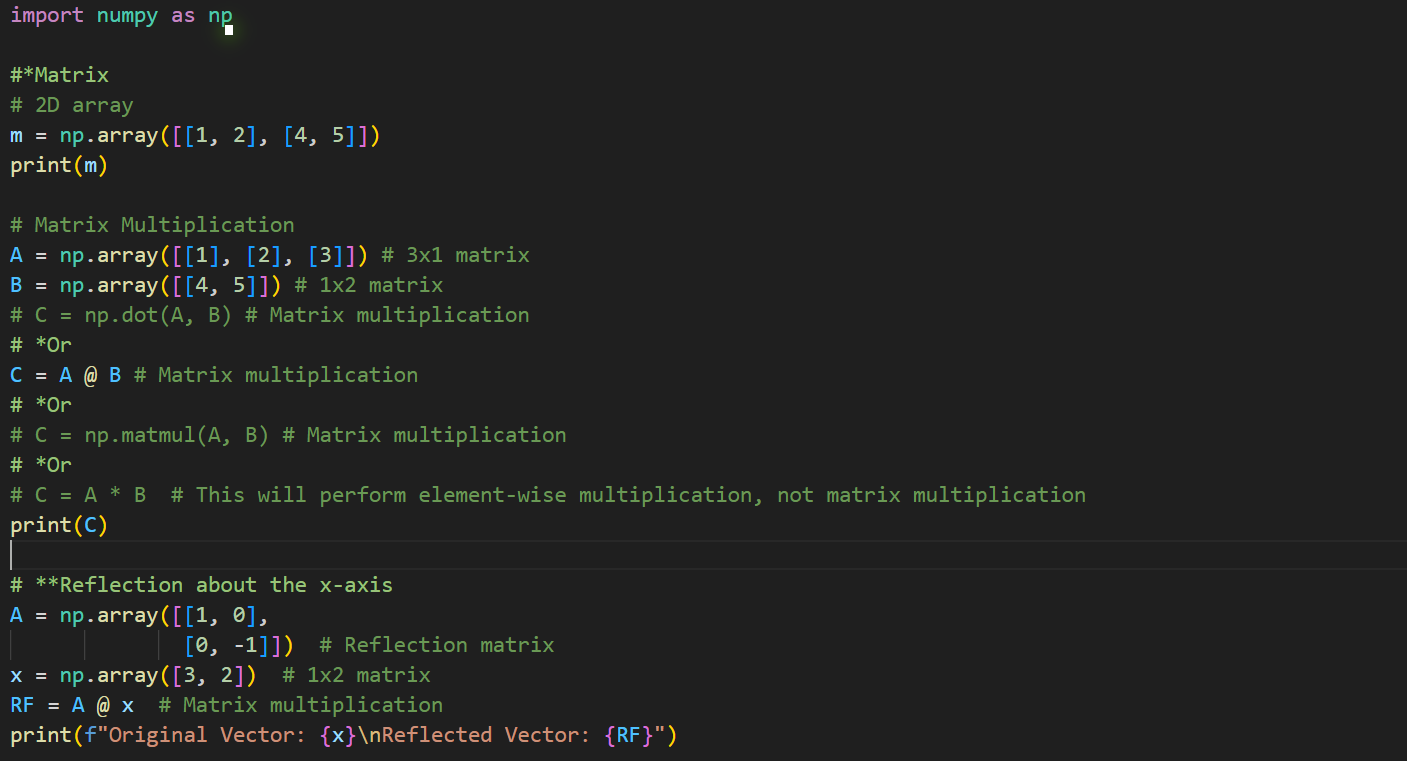 import numpy as np
#*Matrix
# 2D array
m = np.array([[1, 2], [4, 5]])
print(m)
# Matrix Multiplication
A = np.array([[1], [2], [3]]) # 3x1 matrix
B = np.array([[4, 5]]) # 1x2 matrix
# C = np.dot(A, B) # Matrix multiplication
# *Or
C = A @ B # Matrix multiplication
# *Or
# C = np.matmul(A, B) # Matrix multiplication
# *Or
# C = A * B  # This will perform element-wise multiplication, not matrix multiplication
print(C)
# **Reflection about the x-axis
A = np.array([[1, 0],
              [0, -1]])  # Reflection matrix
x = np.array([3, 2])  # 1x2 matrix
RF = A @ x  # Matrix multiplication
print(f"Original Vector: {x}\nReflected Vector: {RF}")